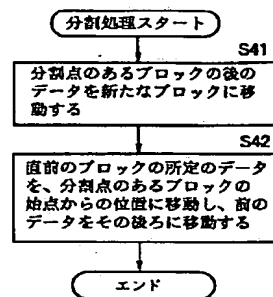 分割処理スタート
S41
分割点のあるブロックの後の
データを新たなブロックに移
動する
S42
直前のブロックの所定のデータ
を、分割点のあるブロックの
始点からの位置に移動し、前の
データをその後ろに移動する
エンド